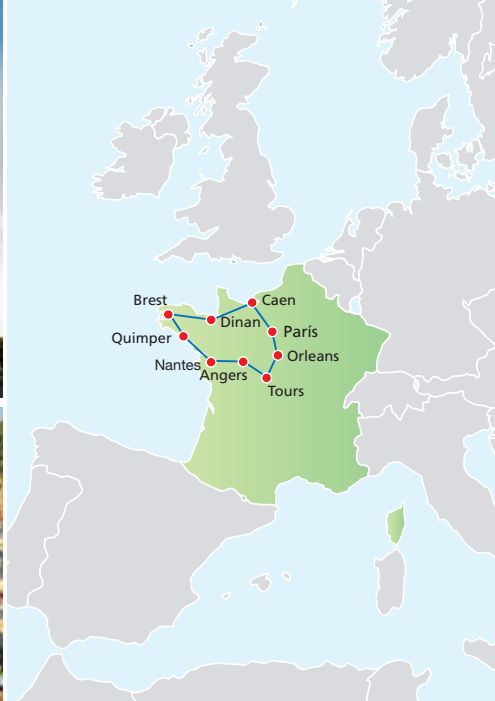 Brest
Caen
Dinan
París
Quimper
Orleans
Nantes
Angers
Tours